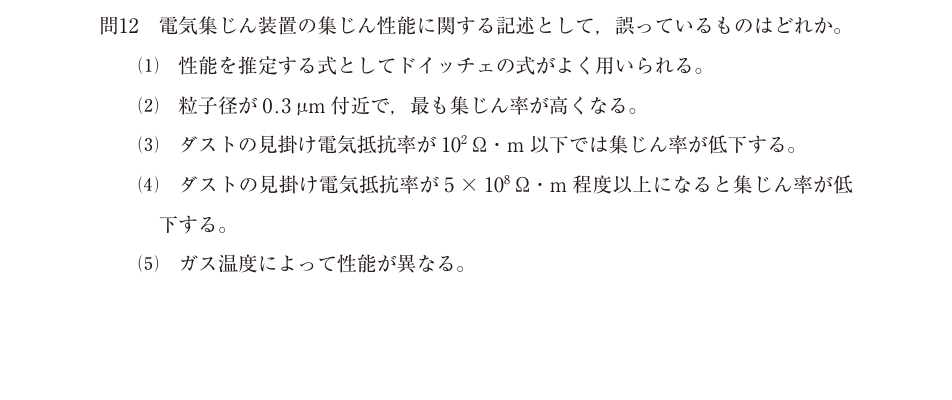 問12　電気集じん装置の集じん性能に関する記述として，誤っているものはどれか。
⑴　性能を推定する式としてドイッチェの式がよく用いられる。
⑵　粒子径が 0.3 μm 付近で，最も集じん率が高くなる。
⑶　ダストの見掛け電気抵抗率が 10² Ω・m 以下では集じん率が低下する。
⑷　ダストの見掛け電気抵抗率が 5 × 10⁸ Ω・m 程度以上になると集じん率が低
下する。
⑸　ガス温度によって性能が異なる。